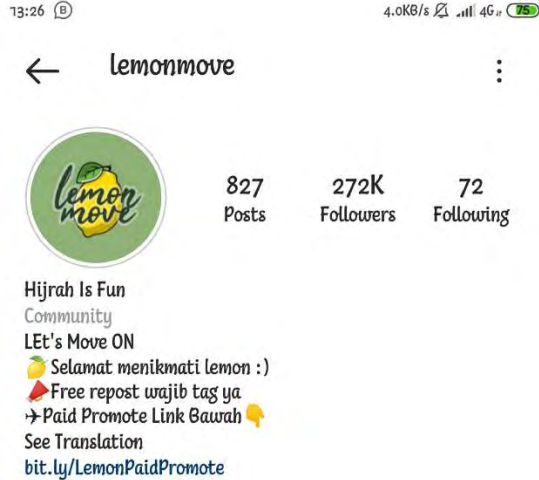 13:26 B 4.0KB/s 4G 75
lemonmove
lemon
move
827 272K 72
Posts Followers Following
Hijrah Is Fun
Community
LEt's Move ON
🍋 Selamat menikmati lemon :)
📣Free repost wajib tag ya
✈Paid Promote Link Bawah👇
See Translation
bit.ly/LemonPaidPromote